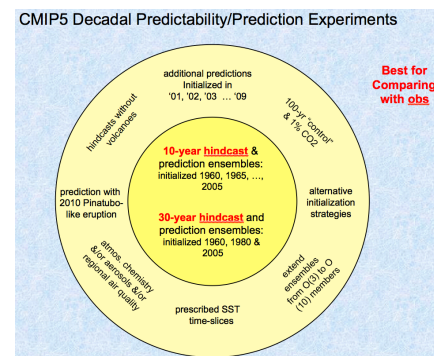 CMIP5 Decadal Predictability/Prediction Experiments
additional predictions
Initialized in
'01, '02, '03 … '09
Best for
Comparing
with obs
hindcasts without
volcanoes
100-yr "control"
& 1% CO2
10-year hindcast &
prediction ensembles:
initialized 1960, 1965, …,
2005
prediction with
2010 Pinatubo-
like eruption
alternative
initialization
strategies
30-year hindcast and
prediction ensembles:
initialized 1960, 1980 &
2005
atmos. chemistry
&/or aerosols &/or
regional air quality
extend
ensembles
from O(3) to O
(10) members
prescribed SST
time-slices